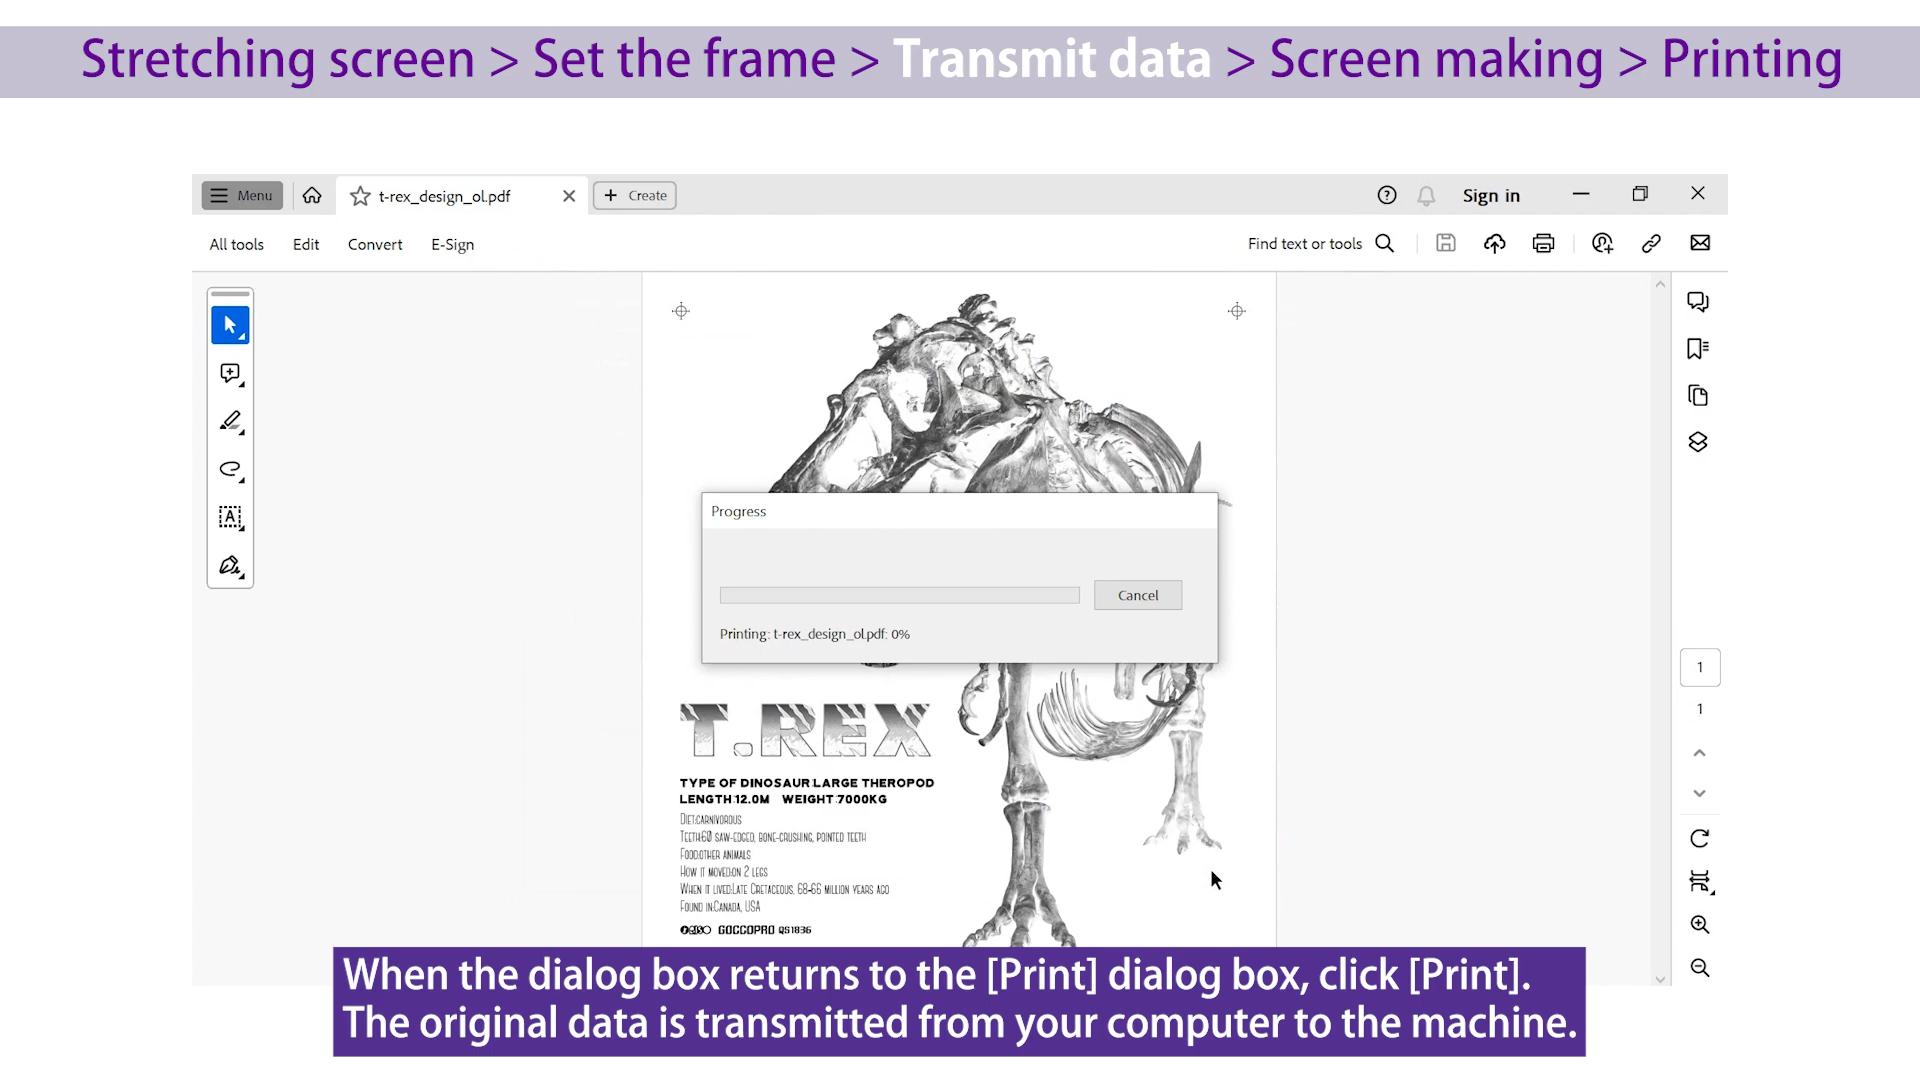 Stretching screen > Set the frame > Transmit data > Screen making > Printing
Menu
t-rex_design_ol.pdf
Create
Sign in
All tools
Edit
Convert
E-Sign
Find text or tools
Progress
Cancel
Printing: t-rex_design_ol.pdf: 0%
T.REX
TYPE OF DINOSAUR:LARGE THEROPOD
LENGTH:12.0M WEIGHT:7000KG
Diet:carnivorous
Teeth:60 saw-edged, bone-crushing, pointed teeth
Food:other animals
How it moved:on 2 legs
When it lived:Late Cretaceous, 68-66 million years ago
Found in:Canada, USA
GOCCOPRO QS1836
1
1
When the dialog box returns to the [Print] dialog box, click [Print].
The original data is transmitted from your computer to the machine.